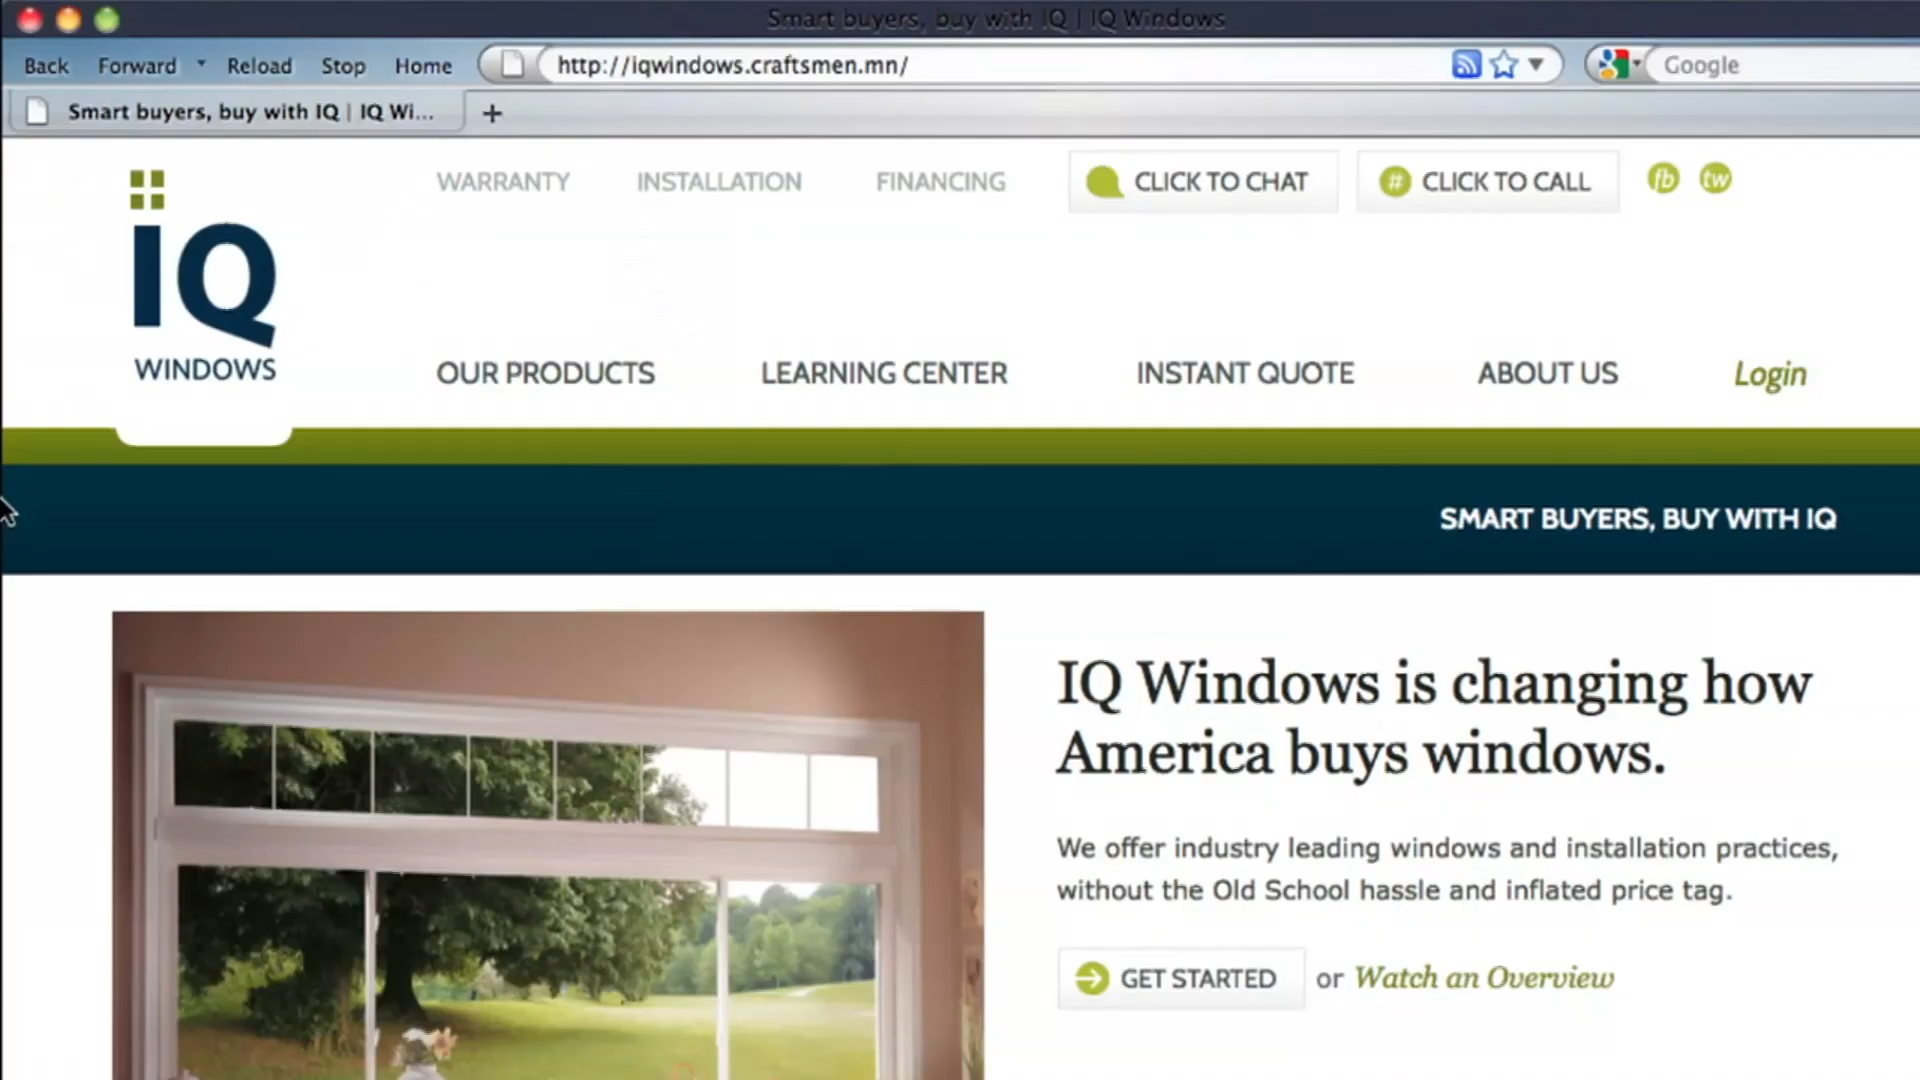 Smart buyers, buy with IQ | IQ Windows
Back Forward Reload Stop Home http://iqwindows.craftsmen.mn/ Google
Smart buyers, buy with IQ | IQ Wi... +
WARRANTY INSTALLATION FINANCING CLICK TO CHAT # CLICK TO CALL fb tw
IQ
WINDOWS
OUR PRODUCTS LEARNING CENTER INSTANT QUOTE ABOUT US Login
SMART BUYERS, BUY WITH IQ
IQ Windows is changing how
America buys windows.
We offer industry leading windows and installation practices,
without the Old School hassle and inflated price tag.
GET STARTED or Watch an Overview